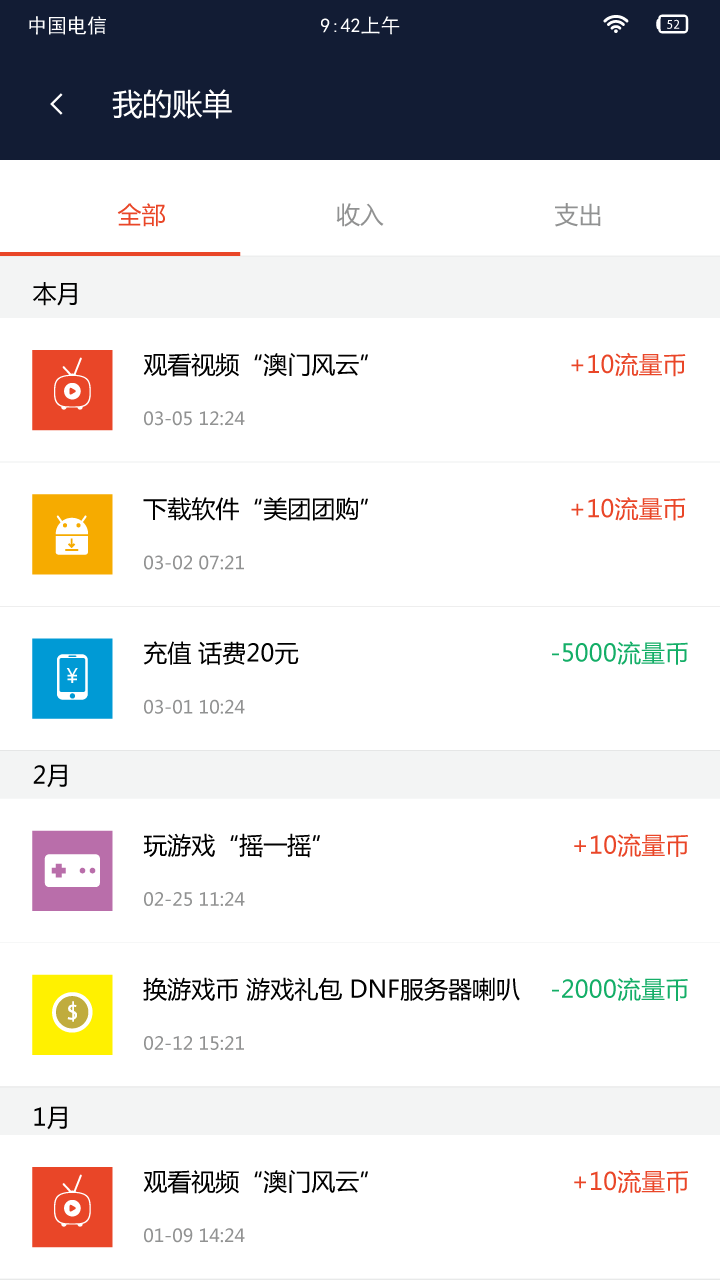 中国电信 9:42上午 52
我的账单
全部 收入 支出
本月
观看视频“澳门风云” +10流量币
03-05 12:24
下载软件“美团团购” +10流量币
03-02 07:21
¥
充值 话费20元 -5000流量币
03-01 10:24
2月
玩游戏“摇一摇” +10流量币
02-25 11:24
$
换游戏币 游戏礼包 DNF服务器喇叭 -2000流量币
02-12 15:21
1月
观看视频“澳门风云” +10流量币
01-09 14:24